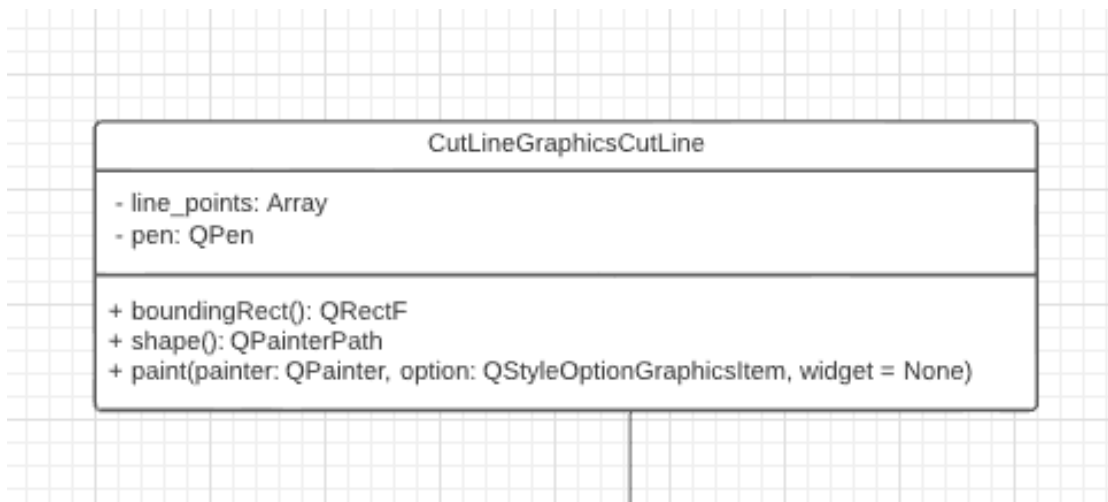 CutLineGraphicsCutLine
- line_points: Array
- pen: QPen
+ boundingRect(): QRectF
+ shape(): QPainterPath
+ paint(painter: QPainter, option: QStyleOptionGraphicsItem, widget = None)